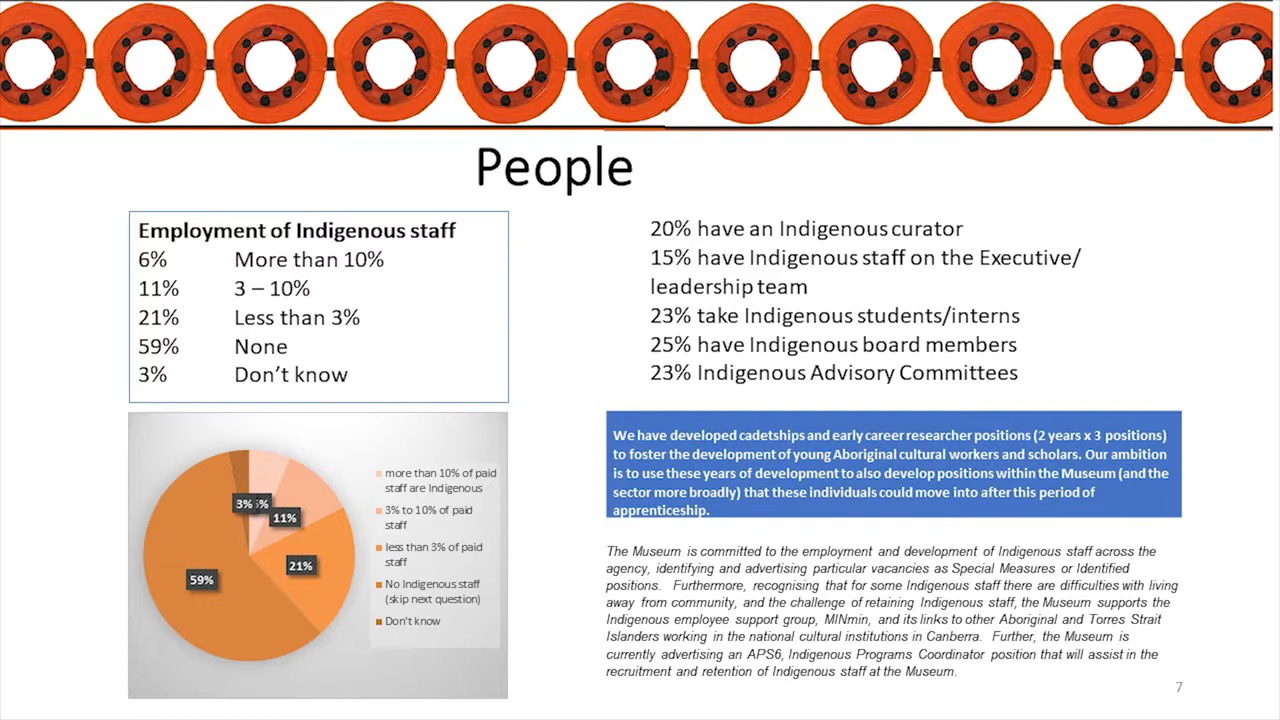 People
Employment of Indigenous staff
6% More than 10%
11% 3 – 10%
21% Less than 3%
59% None
3% Don't know
20% have an Indigenous curator
15% have Indigenous staff on the Executive/
leadership team
23% take Indigenous students/interns
25% have Indigenous board members
23% Indigenous Advisory Committees
3%
11%
21%
59%
more than 10% of paid
staff are Indigenous
3% to 10% of paid
staff
less than 3% of paid
staff
No Indigenous staff
(skip next question)
Don't know
We have developed cadetships and early career researcher positions (2 years x 3 positions)
to foster the development of young Aboriginal cultural workers and scholars. Our ambition
is to use these years of development to also develop positions within the Museum (and the
sector more broadly) that these individuals could move into after this period of
apprenticeship.
The Museum is committed to the employment and development of Indigenous staff across the
agency, identifying and advertising particular vacancies as Special Measures or Identified
positions. Furthermore, recognising that for some Indigenous staff there are difficulties with living
away from community, and the challenge of retaining Indigenous staff, the Museum supports the
Indigenous employee support group, MINmin, and its links to other Aboriginal and Torres Strait
Islanders working in the national cultural institutions in Canberra. Further, the Museum is
currently advertising an APS6, Indigenous Programs Coordinator position that will assist in the
recruitment and retention of Indigenous staff at the Museum.
7